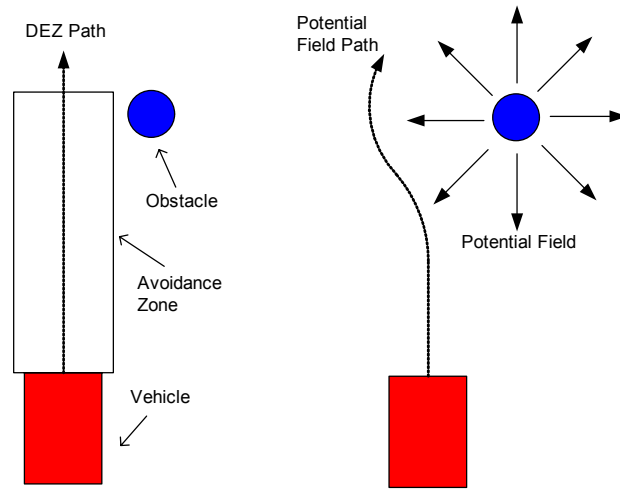 DEZ Path
Obstacle
Avoidance
Zone
Vehicle
Potential
Field Path
Potential Field